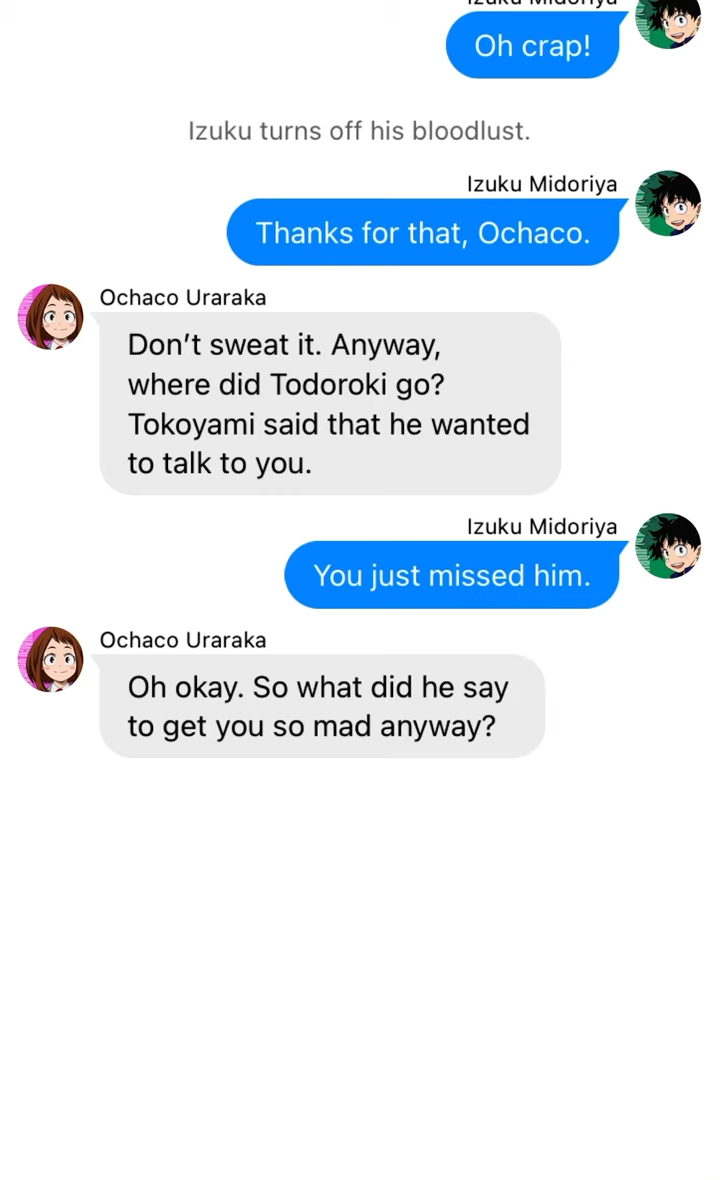 Izuku Midoriya
Oh crap!
Izuku turns off his bloodlust.
Izuku Midoriya
Thanks for that, Ochaco.
Ochaco Uraraka
Don’t sweat it. Anyway,
where did Todoroki go?
Tokoyami said that he wanted
to talk to you.
Izuku Midoriya
You just missed him.
Ochaco Uraraka
Oh okay. So what did he say
to get you so mad anyway?